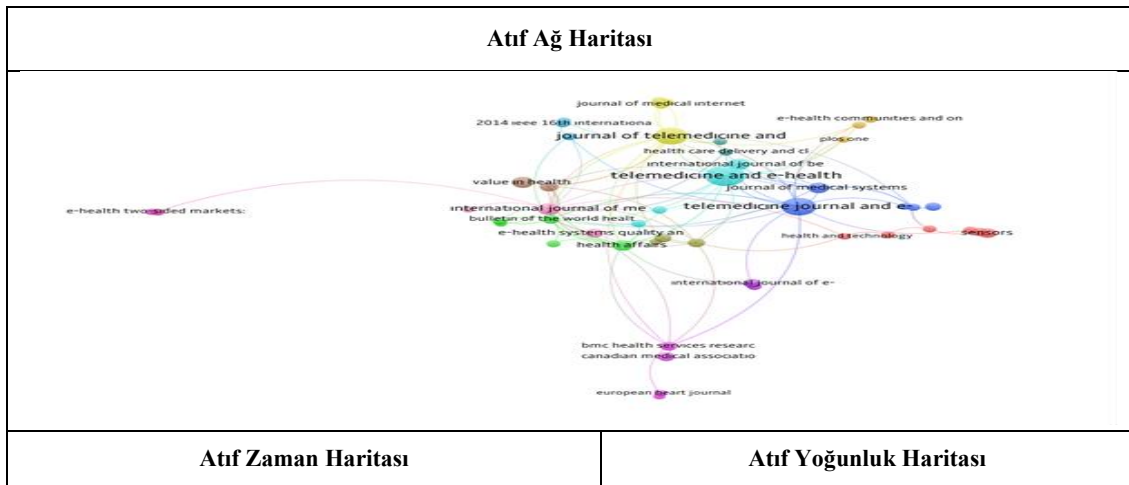 Atıf Ağ Haritası
journal of medical internet
e-health communities and on
2014 ieee 16th internationa
plos one
journal of telemedicine and
health care delivery and cl
international journal of be
telemedicine and e-health
value in health
journal of medical systems
e-health two-sided markets:
international journal of me
telemedicine journal and e-
bulletin of the world healt
e-health systems quality an
health and technology
sensors
health affairs
international journal of e-
bmc health services researc
canadian medical associatio
european heart journal
Atıf Zaman Haritası
Atıf Yoğunluk Haritası